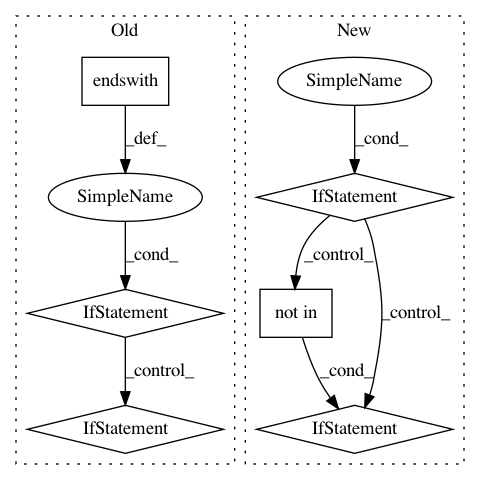 Old
endswith
_def_
SimpleName
_cond_
IfStatement
_control_
IfStatement
New
SimpleName
_cond_
IfStatement
_control_
not in
_control_
_cond_
IfStatement